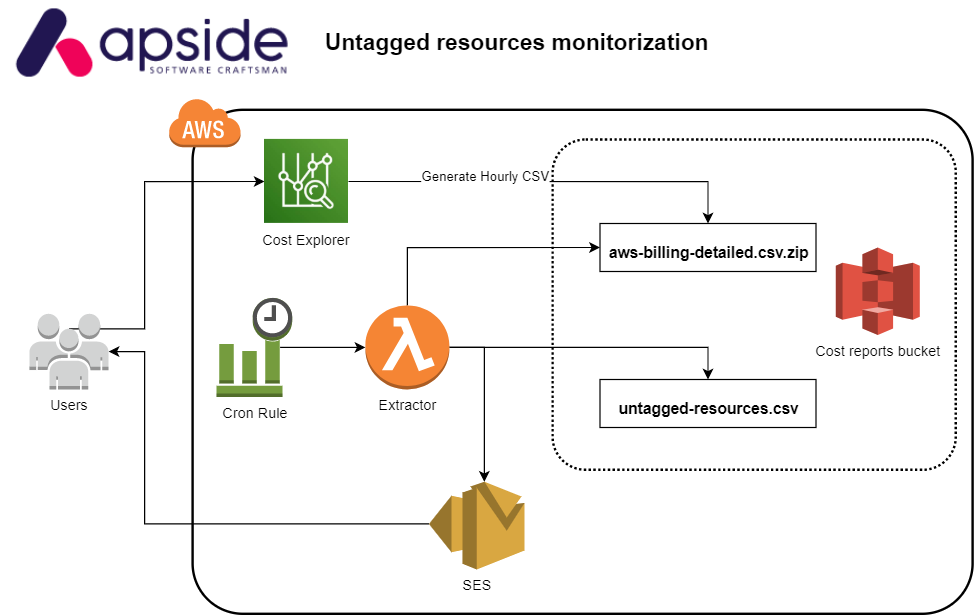 apside
SOFTWARE CRAFTSMAN
Untagged resources monitorization
AWS
Generate Hourly CSV
Cost Explorer
aws-billing-detailed.csv.zip
Cost reports bucket
Users
Cron Rule
Extractor
untagged-resources.csv
SES